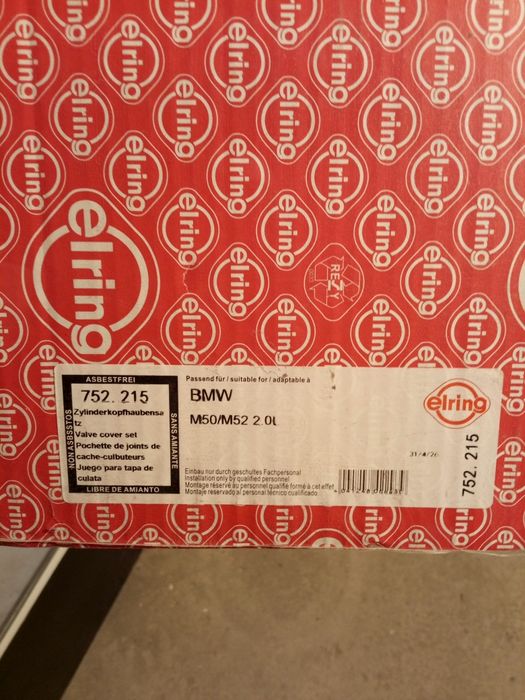 elring
REZY
ASBESTFREI
NON ASBSSTOS
SANS AMIANTE
LIBRE DE AMIANTO
752. 215
Zylinderkopfhaubensa
tz
Valve cover set
Pochette de joints de
cache-culbuteurs
Juego para tapa de
culata
Passend für / suitable for / adaptable à
BMW
M50/M52 2.0L
Einbau nur durch geschultes Fachpersonal
Installation only by qualified personnel
Montage réservé au personnel qualifié formé à cet effet
Montaje reservado al personal técnico cualificado.
elring
752. 215